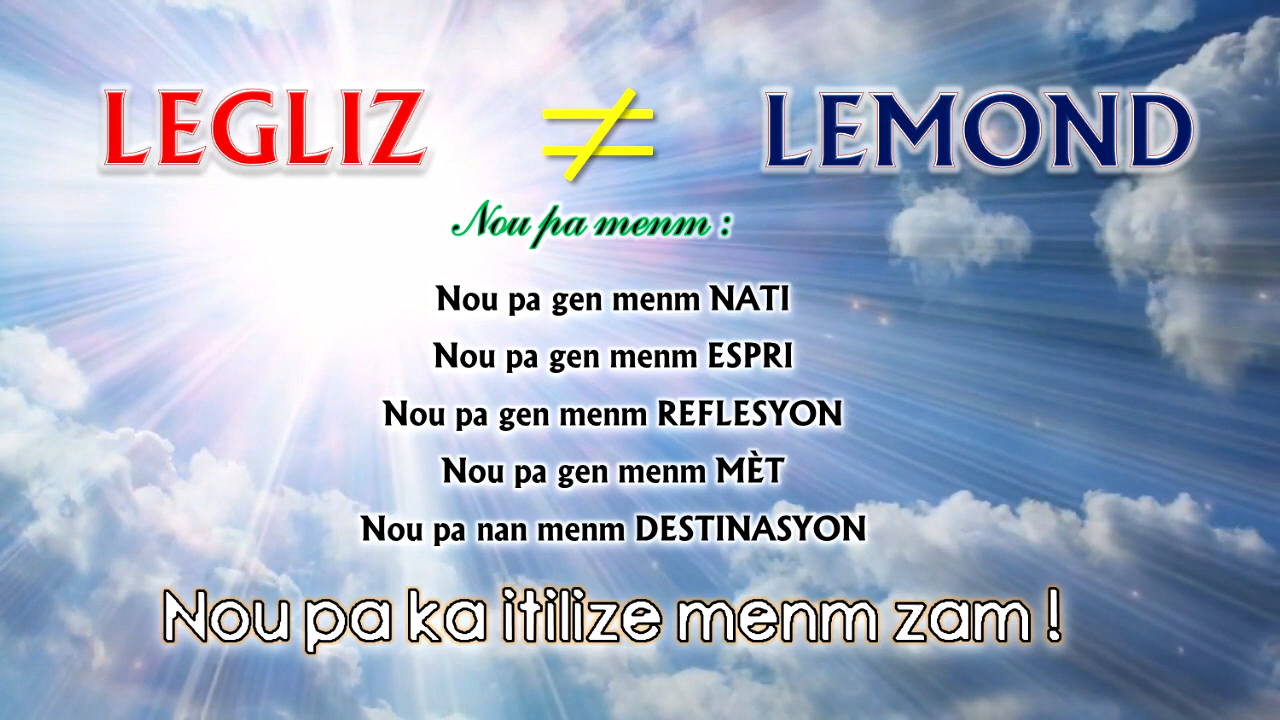 LEGLIZ ≠ LEMOND
Nou pa menm :
Nou pa gen menm NATI
Nou pa gen menm ESPRI
Nou pa gen menm REFLESYON
Nou pa gen menm MÈT
Nou pa nan menm DESTINASYON
Nou pa ka itilize menm zam !